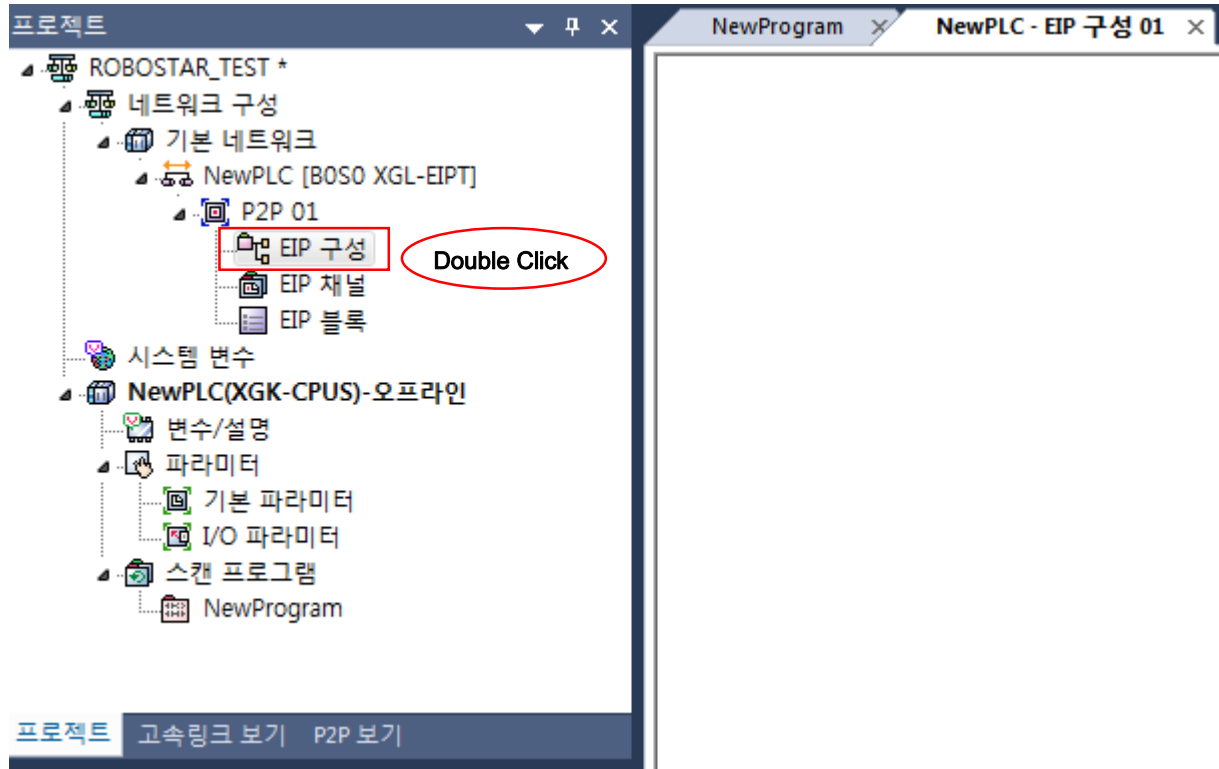 프로젝트
NewProgram
NewPLC - EIP 구성 01
ROBOSTAR_TEST *
네트워크 구성
기본 네트워크
NewPLC [B0S0 XGL-EIPT]
P2P 01
EIP 구성
Double Click
EIP 채널
EIP 블록
시스템 변수
NewPLC(XGK-CPUS)-오프라인
변수/설명
파라미터
기본 파라미터
I/O 파라미터
스캔 프로그램
NewProgram
프로젝트 고속링크 보기 P2P 보기